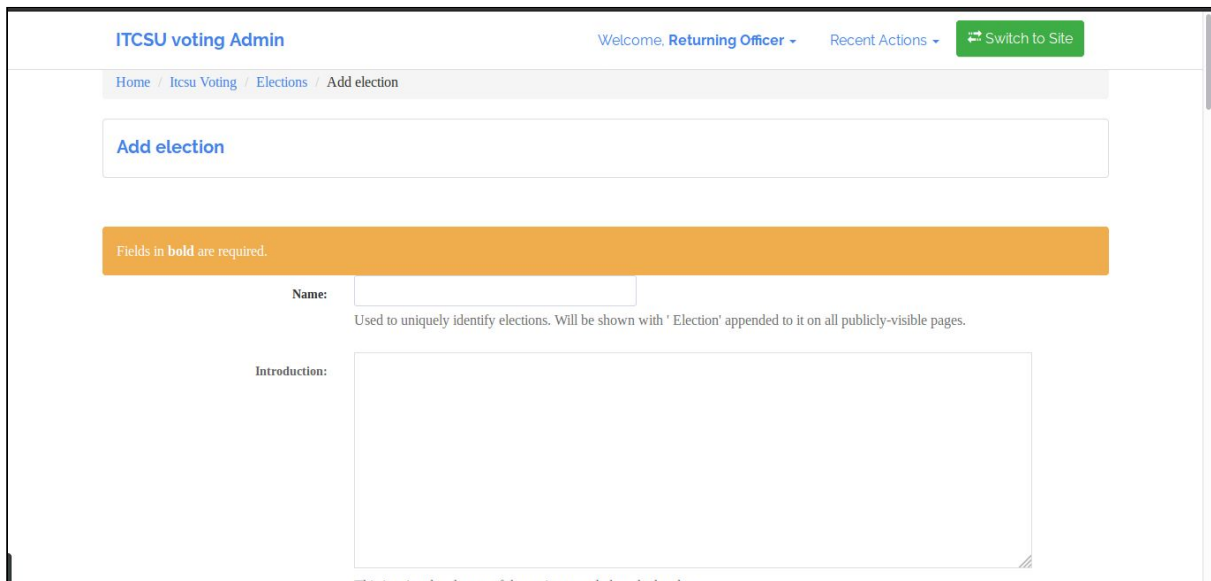 ITCSU voting Admin
Welcome, Returning Officer
Recent Actions
Switch to Site
Home / Itcsu Voting / Elections / Add election
Add election
Fields in bold are required.
Name:
Used to uniquely identify elections. Will be shown with ' Election' appended to it on all publicly-visible pages.
Introduction: